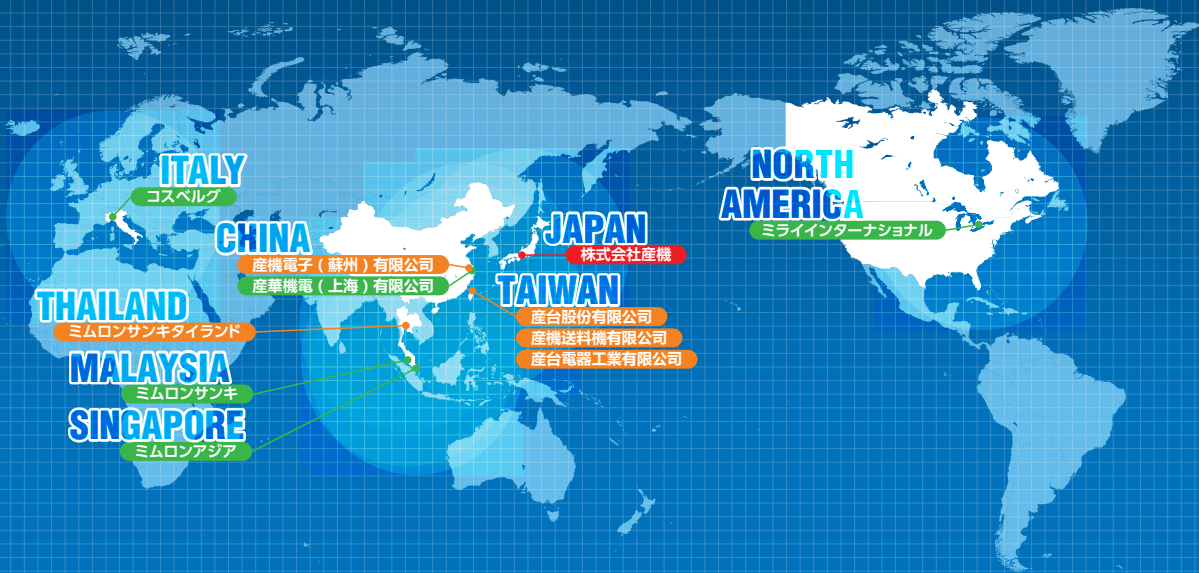 ITALY
コスベルグ
CHINA
産機電子(蘇州)有限公司
産華機電(上海)有限公司
THAILAND
ミムロンサンキタイランド
MALAYSIA
ミムロンサンキ
SINGAPORE
ミムロンアジア
JAPAN
株式会社産機
TAIWAN
産台股份有限公司
産機送料機有限公司
産台電器工業有限公司
NORTH
AMERICA
ミライインターナショナル